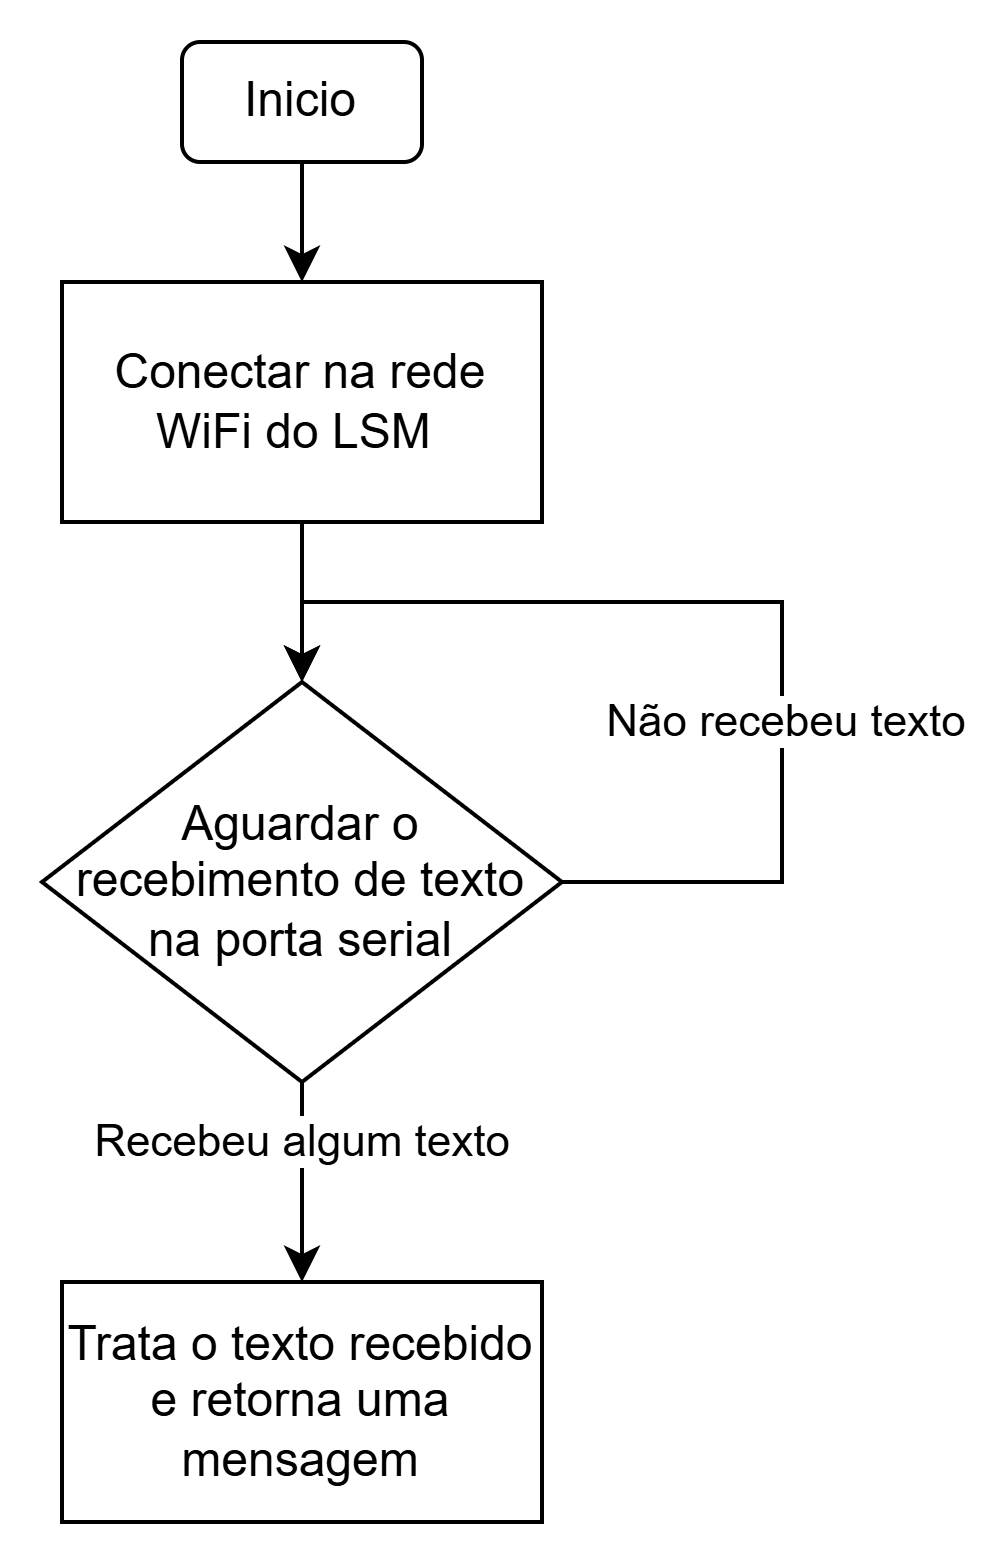 Inicio
Conectar na rede
WiFi do LSM
Não recebeu texto
Aguardar o
recebimento de texto
na porta serial
Recebeu algum texto
Trata o texto recebido
e retorna uma
mensagem